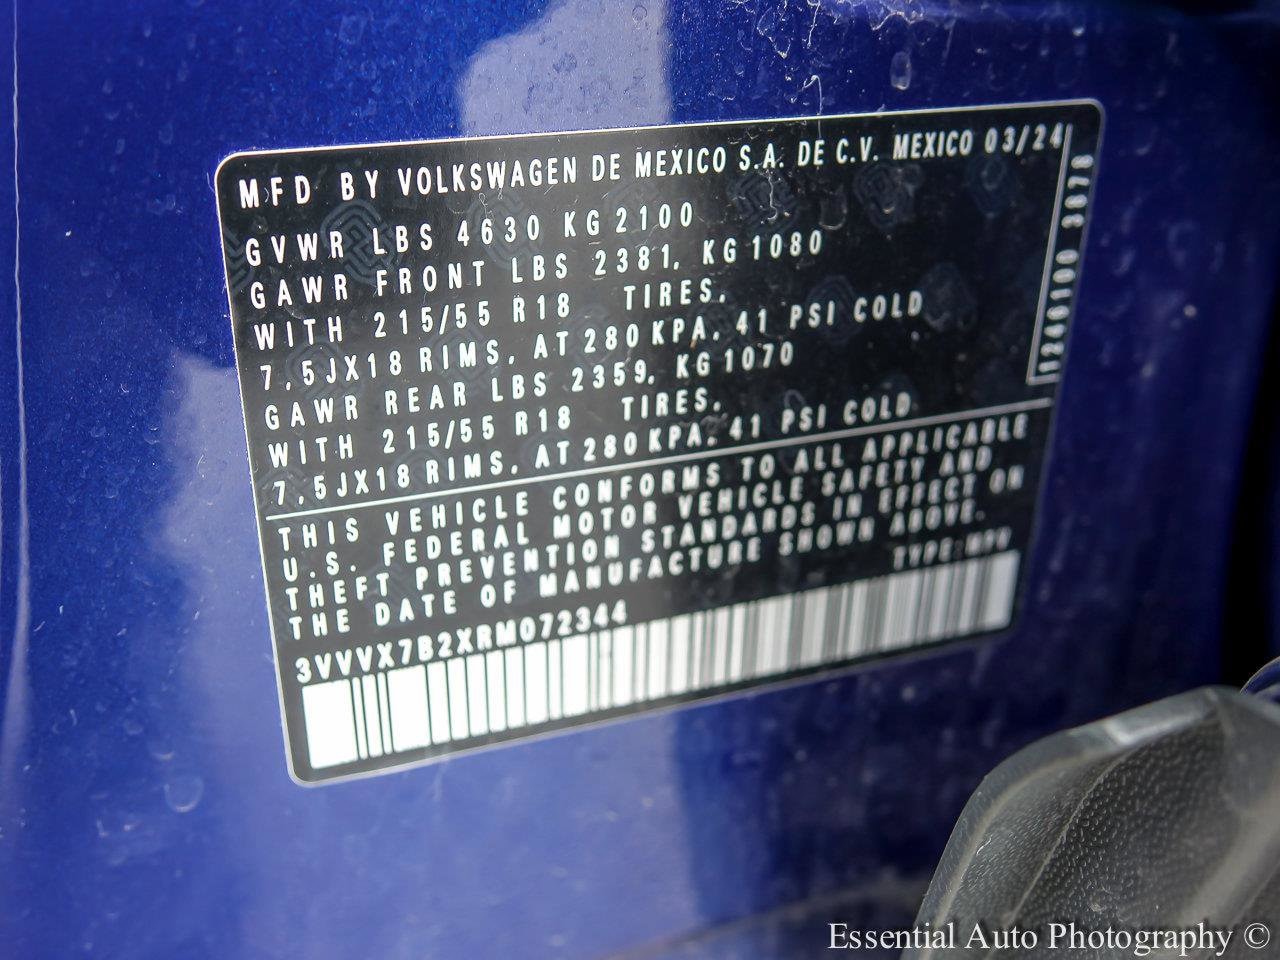 MFD BY VOLKSWAGEN DE MEXICO S.A. DE C.V. MEXICO 03/24
GVWR LBS 4630 KG 2100
GAWR FRONT LBS 2381, KG 1080
WITH 215/55 R18 TIRES,
7,5JX18 RIMS, AT 280 KPA, 41 PSI COLD
GAWR REAR LBS 2359, KG 1070
WITH 215/55 R18 TIRES,
7,5JX18 RIMS, AT 280 KPA, 41 PSI COLD
THIS VEHICLE CONFORMS TO ALL APPLICABLE
U.S. FEDERAL MOTOR VEHICLE SAFETY AND
THEFT PREVENTION STANDARDS IN EFFECT ON
THE DATE OF MANUFACTURE SHOWN ABOVE.
TYPE: MPV
3VVVX7B2XRM072344
Essential Auto Photography ©